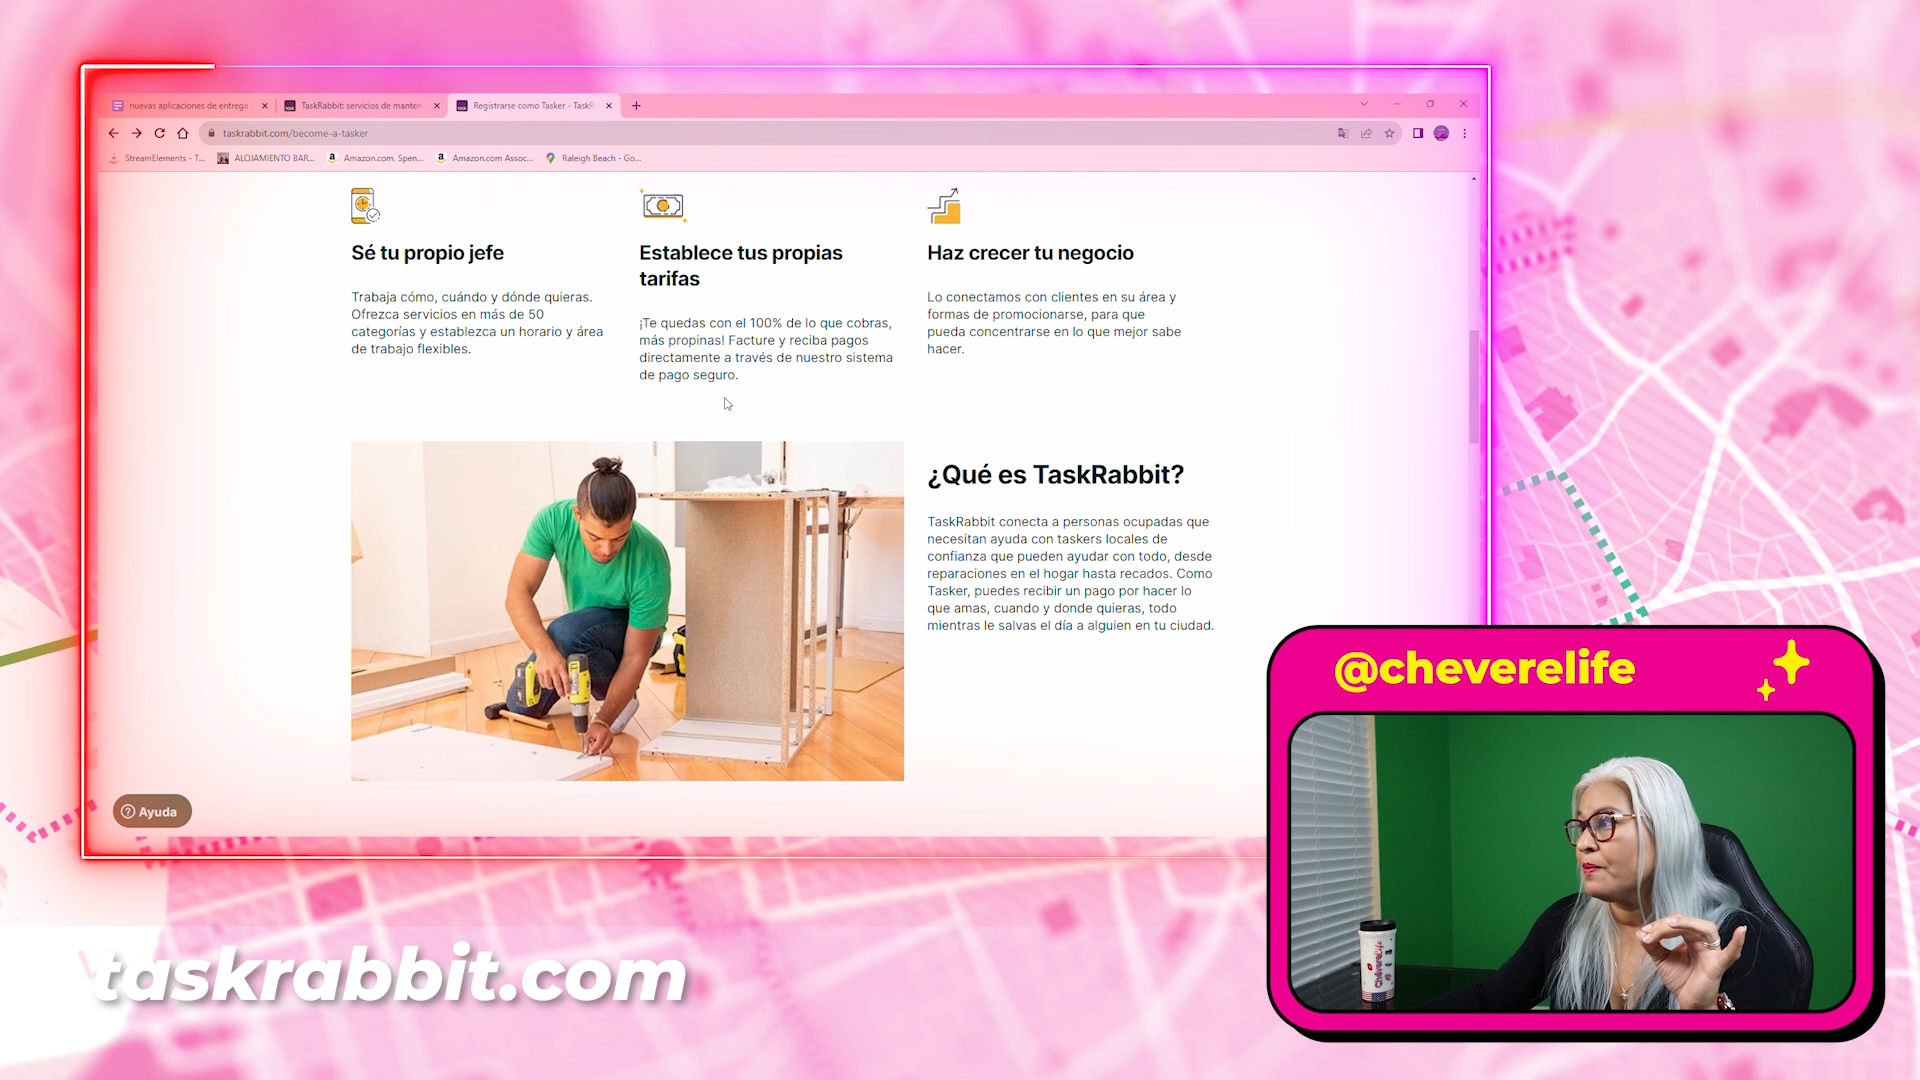 nuevas aplicaciones de entrega
TaskRabbit: servicios de manten
Registrarse como Tasker - TaskR
taskrabbit.com/become-a-tasker
StreamElements - T...
ALOJAMIENTO BAR...
Amazon.com. Spen...
Amazon.com Assoc...
Raleigh Beach - Go...
Sé tu propio jefe
Trabaja cómo, cuándo y dónde quieras.
Ofrezca servicios en más de 50
categorías y establezca un horario y área
de trabajo flexibles.
Establece tus propias
tarifas
¡Te quedas con el 100% de lo que cobras,
más propinas! Facture y reciba pagos
directamente a través de nuestro sistema
de pago seguro.
Haz crecer tu negocio
Lo conectamos con clientes en su área y
formas de promocionarse, para que
pueda concentrarse en lo que mejor sabe
hacer.
¿Qué es TaskRabbit?
TaskRabbit conecta a personas ocupadas que
necesitan ayuda con taskers locales de
confianza que pueden ayudar con todo, desde
reparaciones en el hogar hasta recados. Como
Tasker, puedes recibir un pago por hacer lo
que amas, cuando y donde quieras, todo
mientras le salvas el día a alguien en tu ciudad.
Ayuda
@cheverelife
ChévereLife
taskrabbit.com